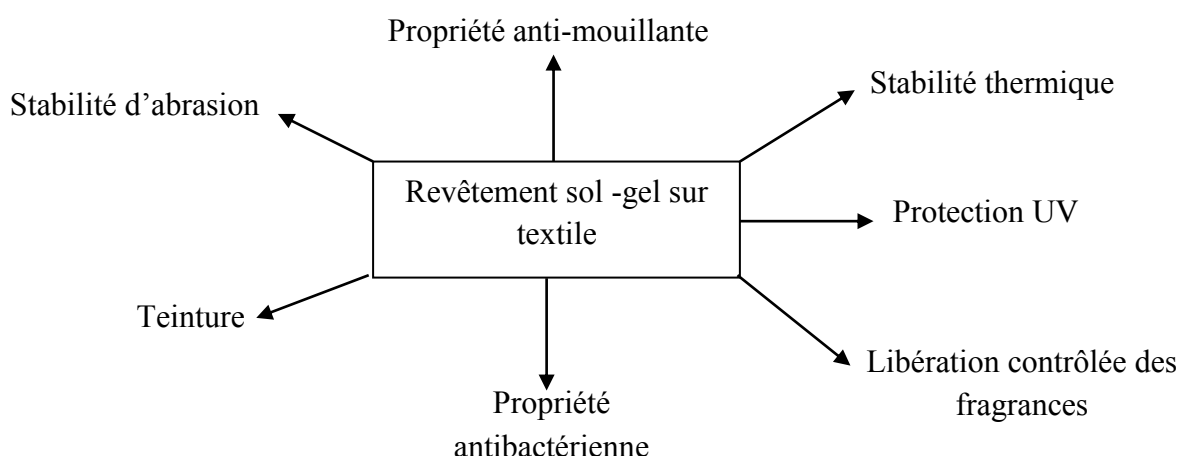 Propriété anti-mouillante
Stabilité d’abrasion
Stabilité thermique
Revêtement sol -gel sur
textile
Protection UV
Teinture
Libération contrôlée des
fragrances
Propriété
antibactérienne